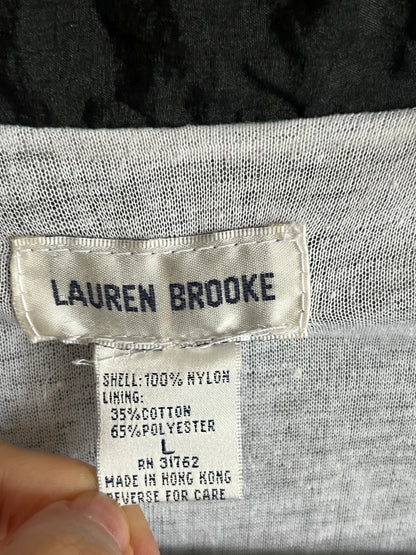 LAUREN BROOKE
SHELL: 100% NYLON
LINING:
35% COTTON
65% POLYESTER
L
RN 31762
MADE IN HONG KONG
REVERSE FOR CARE